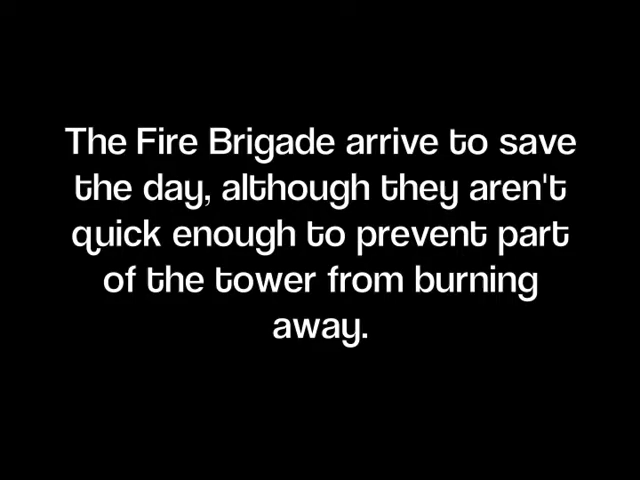 The Fire Brigade arrive to save
the day, although they aren't
quick enough to prevent part
of the tower from burning
away.